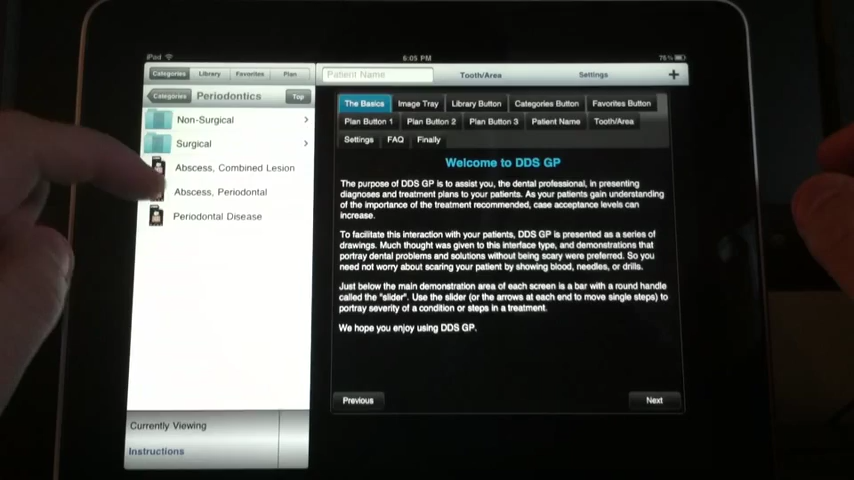 iPod
6:05 PM
78%
Categories
Library
Favorites
Plan
Patient Name
Tooth/Area
Settings
+
Categories
Periodontics
Top
Non-Surgical
Surgical
Abscess, Combined Lesion
Abscess, Periodontal
Periodontal Disease
The Basics
Image Tray
Library Button
Categories Button
Favorites Button
Plan Button 1
Plan Button 2
Plan Button 3
Patient Name
Tooth/Area
Settings
FAQ
Finally
Welcome to DDS GP
The purpose of DDS GP is to assist you, the dental professional, in presenting
diagnoses and treatment plans to your patients. As your patients gain understanding
of the importance of the treatment recommended, case acceptance levels can
increase.
To facilitate this interaction with your patients, DDS GP is presented as a series of
drawings. Much thought was given to this interface type, and demonstrations that
portray dental problems and solutions without being scary were preferred. So you
need not worry about scaring your patient by showing blood, needles, or drills.
Just below the main demonstration area of each screen is a bar with a round handle
called the "slider". Use the slider (or the arrows at each end to move single steps) to
portray severity of a condition or steps in a treatment.
We hope you enjoy using DDS GP.
Previous
Next
Currently Viewing
Instructions